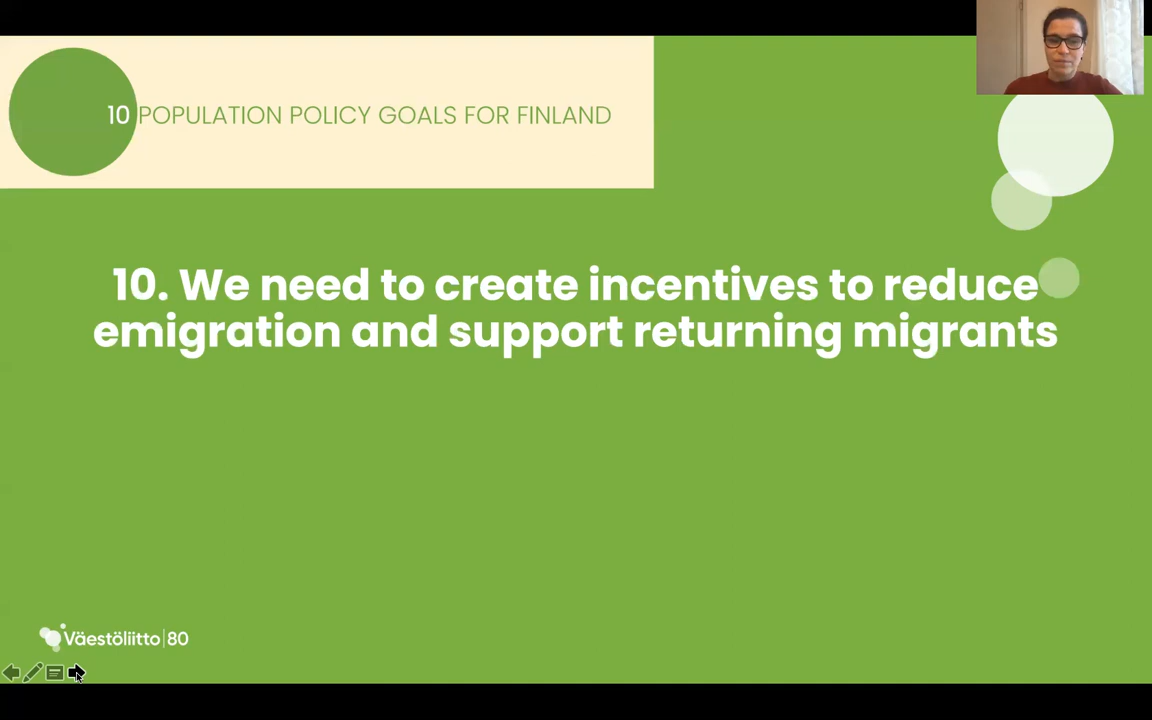 10 POPULATION POLICY GOALS FOR FINLAND
10. We need to create incentives to reduce
emigration and support returning migrants
Väestöliitto|80